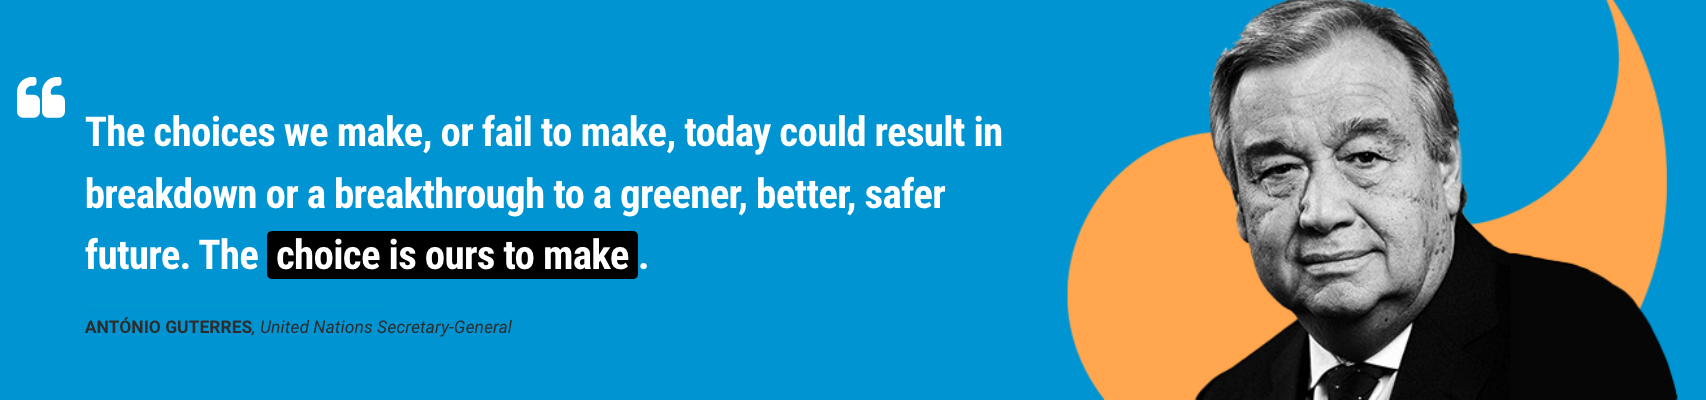 “
The choices we make, or fail to make, today could result in
breakdown or a breakthrough to a greener, better, safer
future. The choice is ours to make.
ANTÓNIO GUTERRES, United Nations Secretary-General